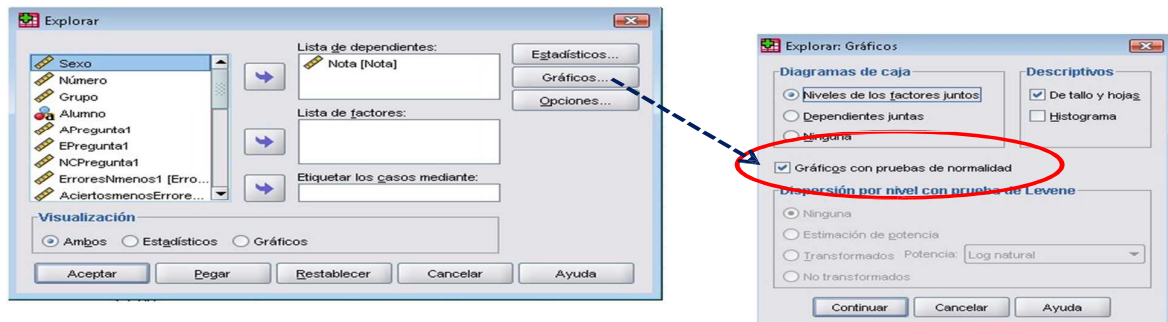 Explorar
Sexo
Número
Grupo
Alumno
APregunta1
EPregunta1
NCPregunta1
ErroresNmenos1 [Erro...
AciertosmenosErrore...
Lista de dependientes:
Nota [Nota]
Lista de factores:
Etiquetar los casos mediante:
Estadísticos...
Gráficos...
Opciones...
Visualización
Ambos Estadísticos Gráficos
Aceptar Pegar Restablecer Cancelar Ayuda
Explorar: Gráficos
Diagramas de caja
Niveles de los factores juntos
Dependientes juntas
Ninguna
Descriptivos
De tallo y hojas
Histograma
Gráficos con pruebas de normalidad
Dispersión por nivel con prueba de Levene
Ninguna
Estimación de potencia
Transformados Potencia: Log natural
No transformados
Continuar Cancelar Ayuda